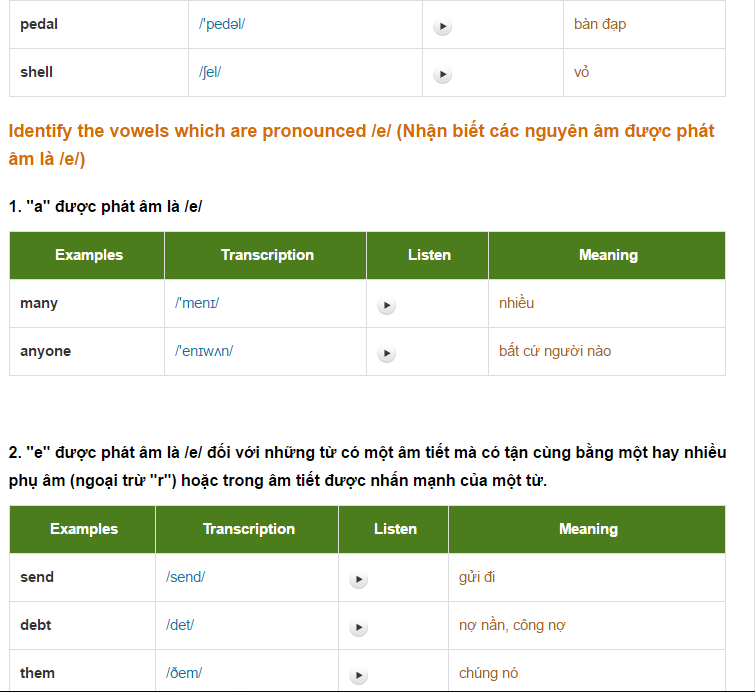 pedal /'pedəl/ bàn đạp
shell /ʃel/ vỏ
Identify the vowels which are pronounced /e/ (Nhận biết các nguyên âm được phát
âm là /e/)
1. "a" được phát âm là /e/
Examples Transcription Listen Meaning
many /'menɪ/ nhiều
anyone /'enɪwʌn/ bất cứ người nào
2. "e" được phát âm là /e/ đối với những từ có một âm tiết mà có tận cùng bằng một hay nhiều
phụ âm (ngoại trừ "r") hoặc trong âm tiết được nhấn mạnh của một từ.
Examples Transcription Listen Meaning
send /send/ gửi đi
debt /det/ nợ nần, công nợ
them /ðem/ chúng nó